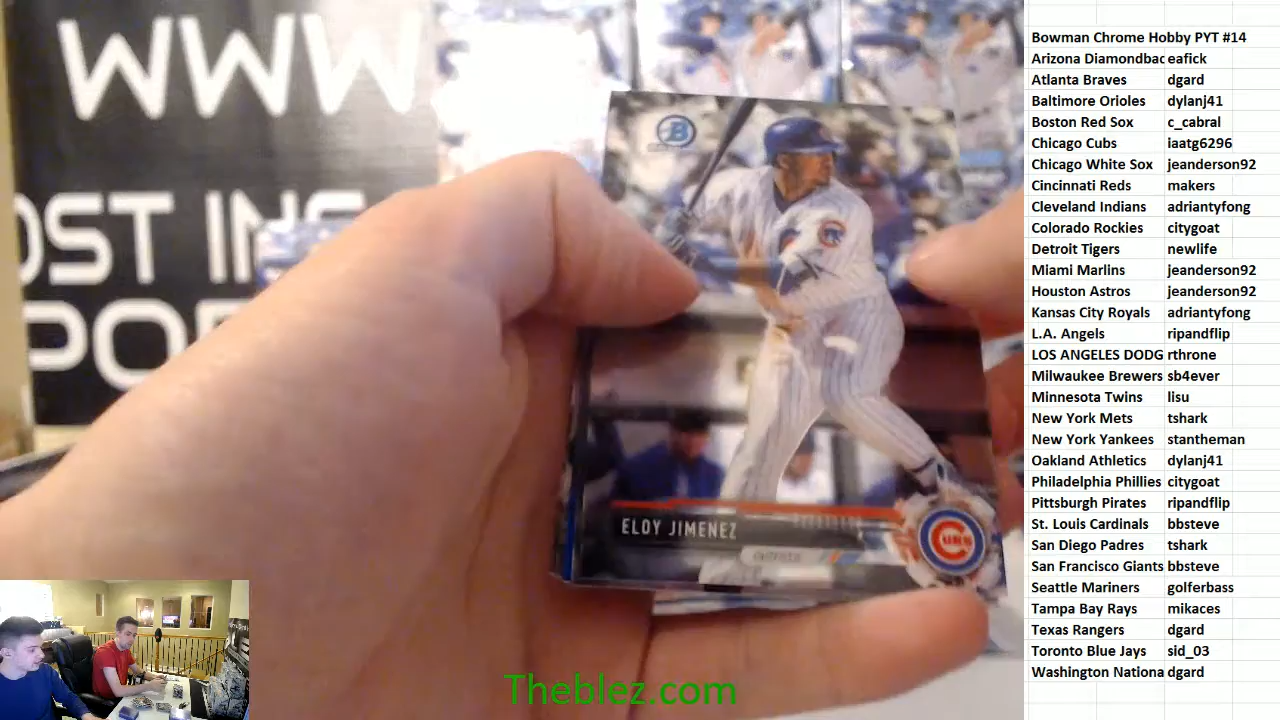 WWW
OST IN
POR
B
ELOY JIMENEZ
CUBS
Theblez.com
Bowman Chrome Hobby PYT #14
Arizona Diamondbac eafick
Atlanta Braves dgard
Baltimore Orioles dylanj41
Boston Red Sox c_cabral
Chicago Cubs iaatg6296
Chicago White Sox jeanderson92
Cincinnati Reds makers
Cleveland Indians adriantyfong
Colorado Rockies citygoat
Detroit Tigers newlife
Miami Marlins jeanderson92
Houston Astros jeanderson92
Kansas City Royals adriantyfong
L.A. Angels ripandflip
LOS ANGELES DODG rthrone
Milwaukee Brewers sb4ever
Minnesota Twins lisu
New York Mets tshark
New York Yankees stantheman
Oakland Athletics dylanj41
Philadelphia Phillies citygoat
Pittsburgh Pirates ripandflip
St. Louis Cardinals bbsteve
San Diego Padres tshark
San Francisco Giants bbsteve
Seattle Mariners golferbass
Tampa Bay Rays mikaces
Texas Rangers dgard
Toronto Blue Jays sid_03
Washington Nationa dgard